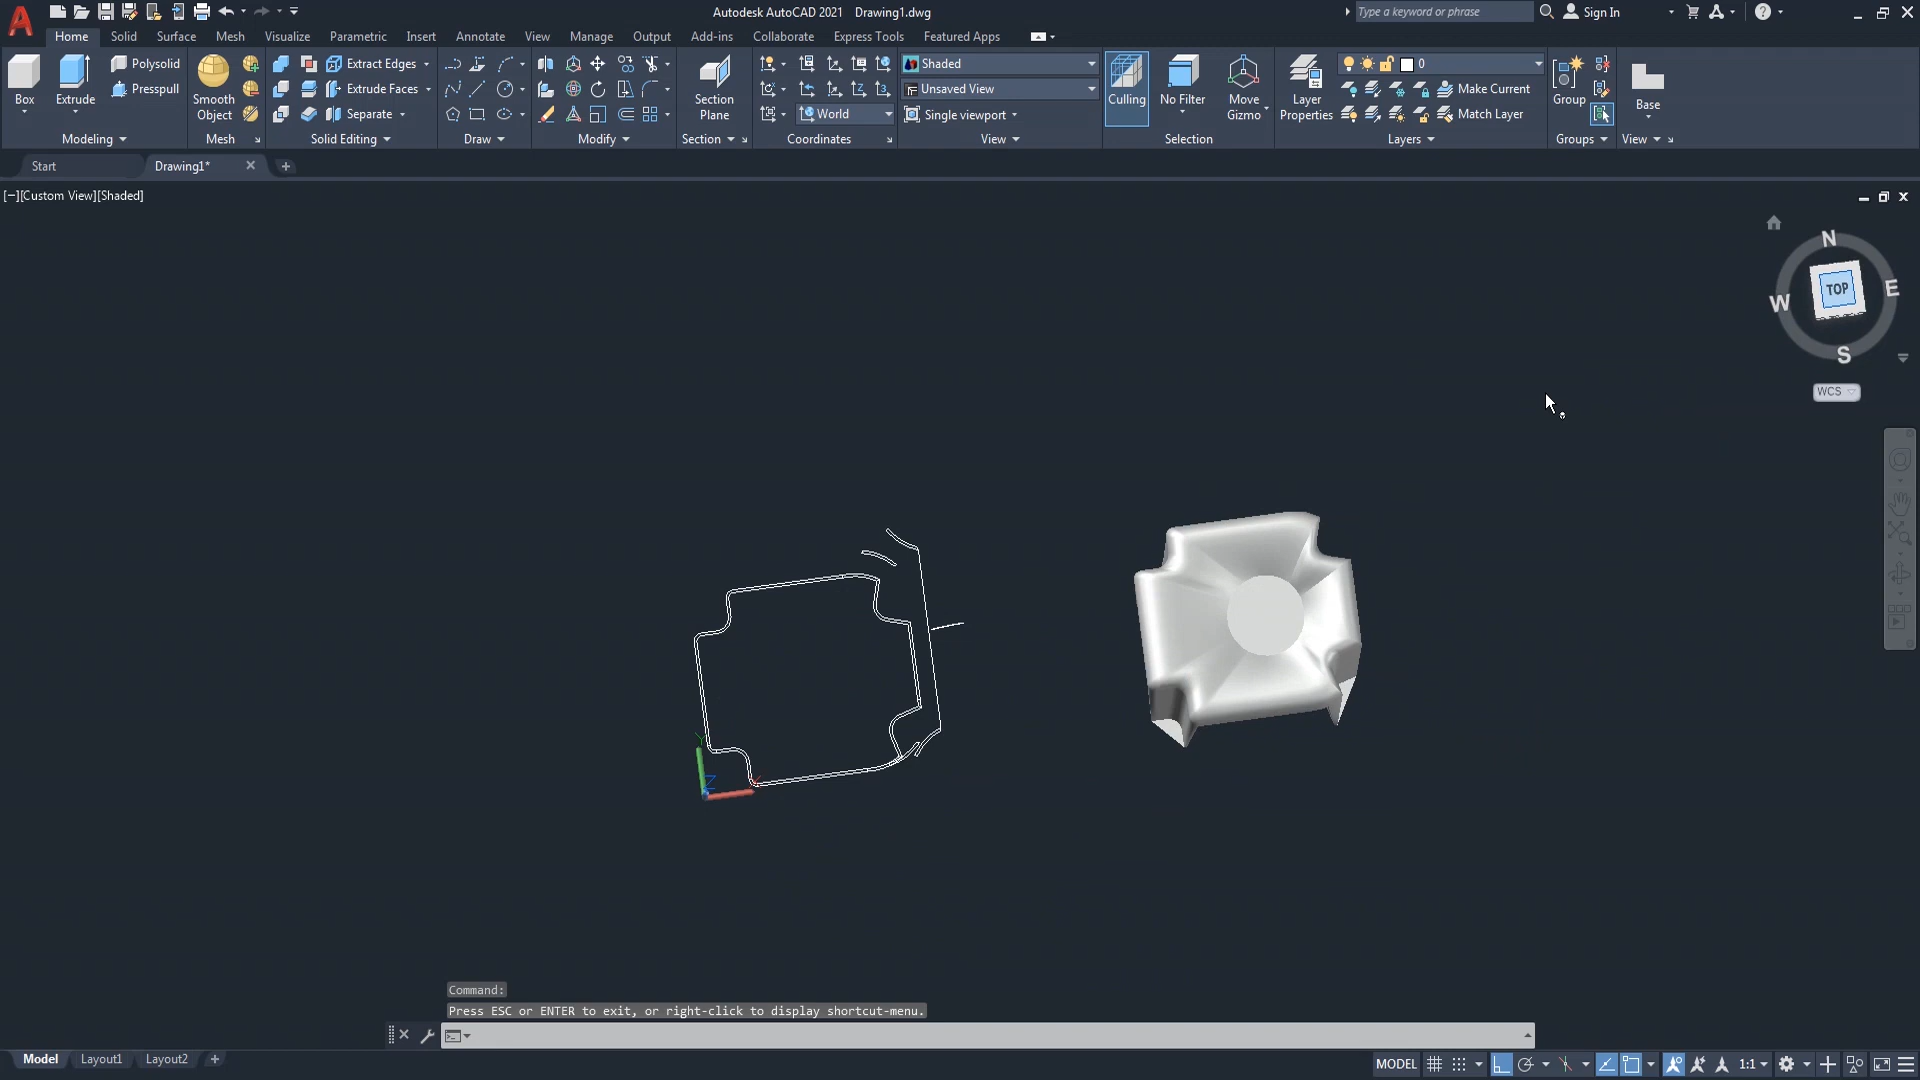 Autodesk AutoCAD 2021 Drawing1.dwg
Type a keyword or phrase
Sign In
Home Solid Surface Mesh Visualize Parametric Insert Annotate View Manage Output Add-ins Collaborate Express Tools Featured Apps
Box
Extrude
Polysolid
Presspull
Modeling
Smooth Object
Mesh
Extract Edges
Extrude Faces
Separate
Solid Editing
Draw
Modify
Section Plane
Section
World
Coordinates
Shaded
Unsaved View
Single viewport
View
Culling
No Filter
Move Gizmo
Selection
Layer Properties
0
Make Current
Match Layer
Layers
Group
Groups
Base
View
Start
Drawing1*
[−][Custom View][Shaded]
N
W
TOP
E
S
WCS
Y
Z
X
Command:
Press ESC or ENTER to exit, or right-click to display shortcut-menu.
Model
Layout1
Layout2
MODEL
1:1